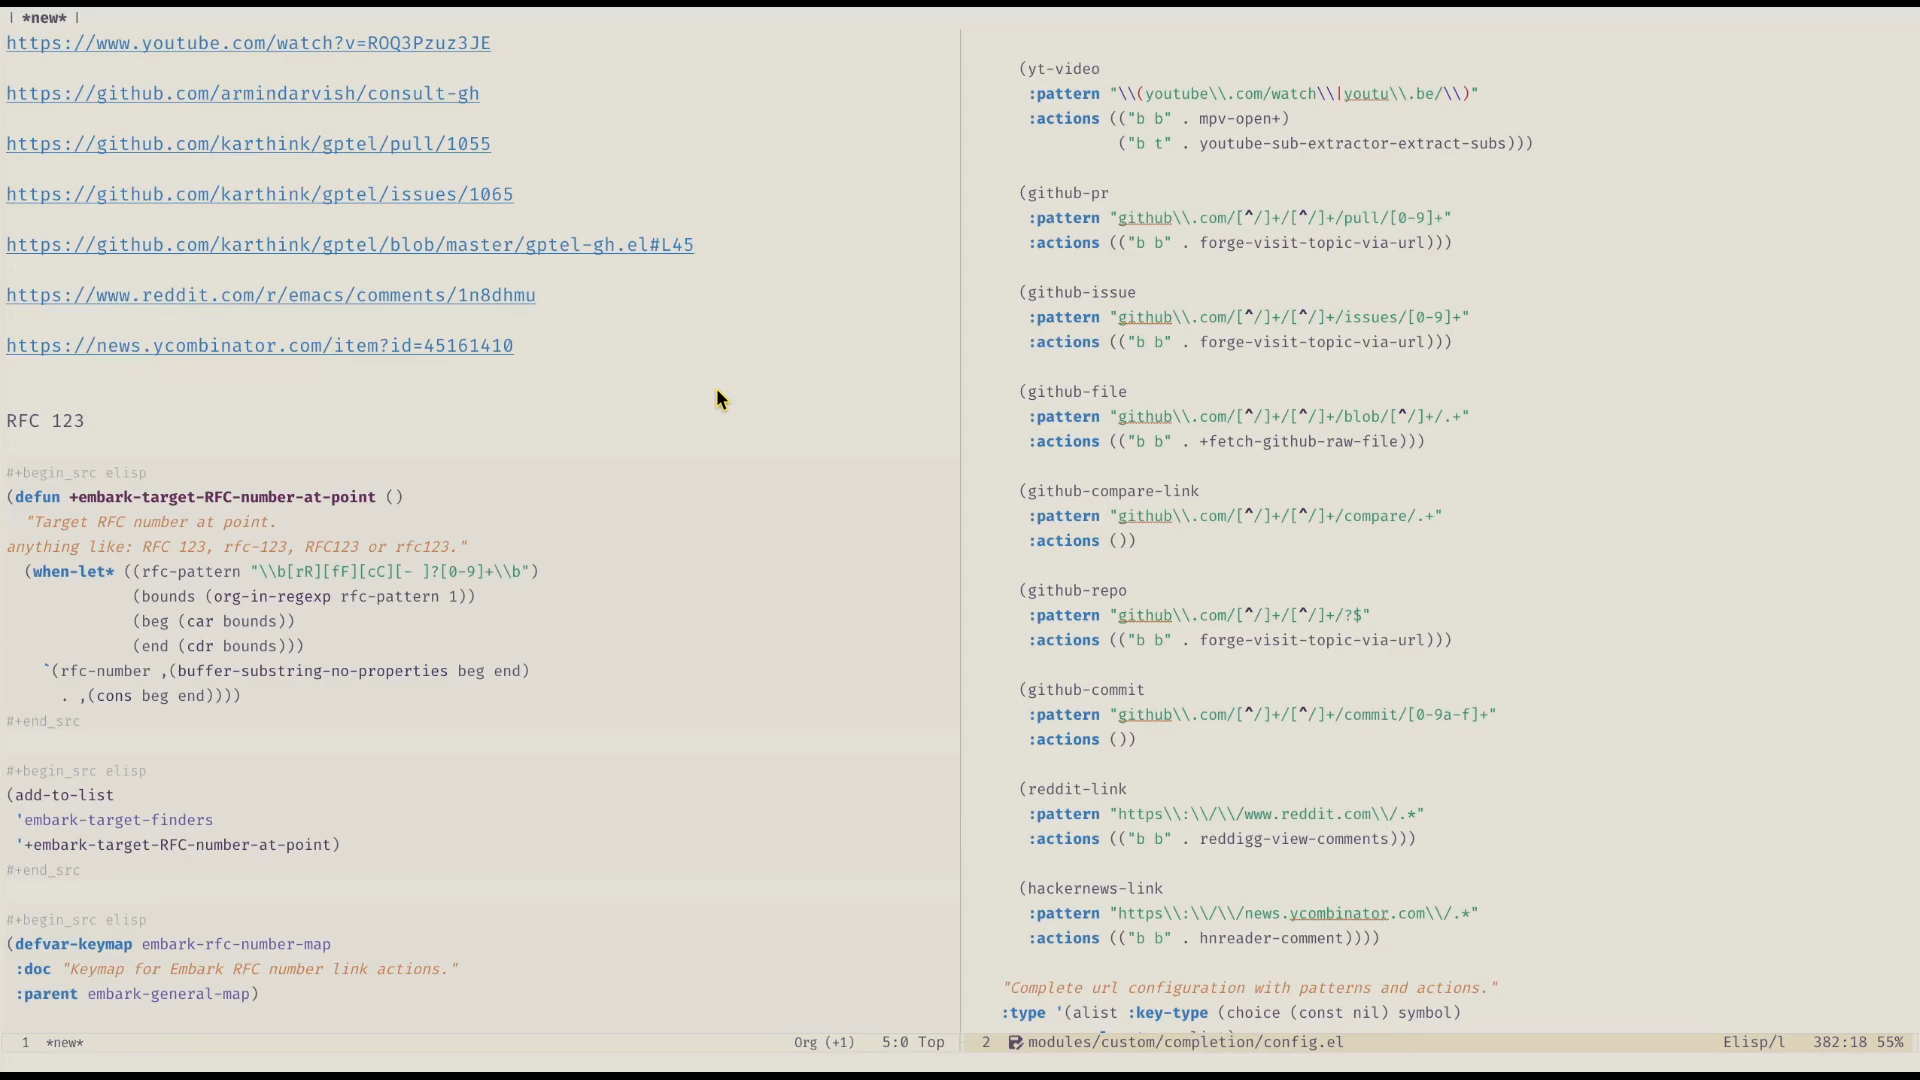 | *new* |
https://www.youtube.com/watch?v=ROQ3Pzuz3JE
https://github.com/armindarvish/consult-gh
https://github.com/karthink/gptel/pull/1055
https://github.com/karthink/gptel/issues/1065
https://github.com/karthink/gptel/blob/master/gptel-gh.el#L45
https://www.reddit.com/r/emacs/comments/1n8dhmu
https://news.ycombinator.com/item?id=45161410
RFC 123
#+begin_src elisp
(defun +embark-target-RFC-number-at-point ()
"Target RFC number at point.
anything like: RFC 123, rfc-123, RFC123 or rfc123."
(when-let* ((rfc-pattern "\\b[rR][fF][cC][- ]?[0-9]+\\b")
(bounds (org-in-regexp rfc-pattern 1))
(beg (car bounds))
(end (cdr bounds)))
`(rfc-number ,(buffer-substring-no-properties beg end)
. ,(cons beg end))))
#+end_src
#+begin_src elisp
(add-to-list
'embark-target-finders
'+embark-target-RFC-number-at-point)
#+end_src
#+begin_src elisp
(defvar-keymap embark-rfc-number-map
:doc "Keymap for Embark RFC number link actions."
:parent embark-general-map)
1 *new* Org (+1) 5:0 Top
(yt-video
:pattern "\\(youtube\\.com/watch\\|youtu\\.be/\\)"
:actions (("b b" . mpv-open+)
("b t" . youtube-sub-extractor-extract-subs)))
(github-pr
:pattern "github\\.com/[^/]+/[^/]+/pull/[0-9]+"
:actions (("b b" . forge-visit-topic-via-url)))
(github-issue
:pattern "github\\.com/[^/]+/[^/]+/issues/[0-9]+"
:actions (("b b" . forge-visit-topic-via-url)))
(github-file
:pattern "github\\.com/[^/]+/[^/]+/blob/[^/]+/.+"
:actions (("b b" . +fetch-github-raw-file)))
(github-compare-link
:pattern "github\\.com/[^/]+/[^/]+/compare/.+"
:actions ())
(github-repo
:pattern "github\\.com/[^/]+/[^/]+/?$"
:actions (("b b" . forge-visit-topic-via-url)))
(github-commit
:pattern "github\\.com/[^/]+/[^/]+/commit/[0-9a-f]+"
:actions ())
(reddit-link
:pattern "https\\:\\/\\/www.reddit.com\\/.*"
:actions (("b b" . reddigg-view-comments)))
(hackernews-link
:pattern "https\\:\\/\\/news.ycombinator.com\\/.*"
:actions (("b b" . hnreader-comment))))
"Complete url configuration with patterns and actions."
:type '(alist :key-type (choice (const nil) symbol)
2 modules/custom/completion/config.el Elisp/l 382:18 55%